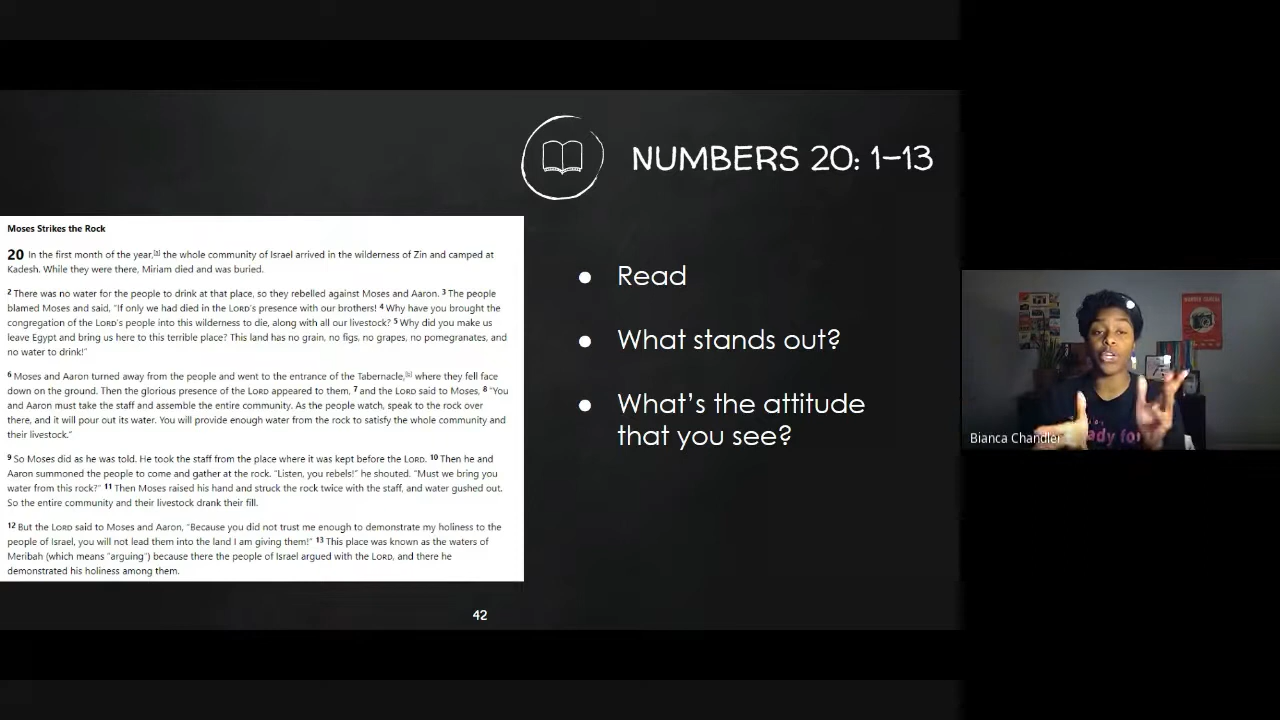 NUMBERS 20: 1-13
Moses Strikes the Rock
20 In the first month of the year,[a] the whole community of Israel arrived in the wilderness of Zin and camped at
Kadesh. While they were there, Miriam died and was buried.
2 There was no water for the people to drink at that place, so they rebelled against Moses and Aaron. 3 The people
blamed Moses and said, “If only we had died in the LORD’s presence with our brothers! 4 Why have you brought the
congregation of the LORD’s people into this wilderness to die, along with all our livestock? 5 Why did you make us
leave Egypt and bring us here to this terrible place? This land has no grain, no figs, no grapes, no pomegranates, and
no water to drink!”
6 Moses and Aaron turned away from the people and went to the entrance of the Tabernacle, where they fell face
down on the ground. Then the glorious presence of the LORD appeared to them, 7 and the LORD said to Moses, 8 “You
and Aaron must take the staff and assemble the entire community. As the people watch, speak to the rock over
there, and it will pour out its water. You will provide enough water from the rock to satisfy the whole community and
their livestock.”
9 So Moses did as he was told. He took the staff from the place where it was kept before the LORD. 10 Then he and
Aaron summoned the people to come and gather at the rock. “Listen, you rebels!” he shouted. “Must we bring you
water from this rock?” 11 Then Moses raised his hand and struck the rock twice with the staff, and water gushed out.
So the entire community and their livestock drank their fill.
12 But the LORD said to Moses and Aaron, “Because you did not trust me enough to demonstrate my holiness to the
people of Israel, you will not lead them into the land I am giving them!” 13 This place was known as the waters of
Meribah (which means “arguing”) because there the people of Israel argued with the LORD, and there he
demonstrated his holiness among them.
● Read
● What stands out?
● What’s the attitude
that you see?
42
Bianca Chandler
ady for